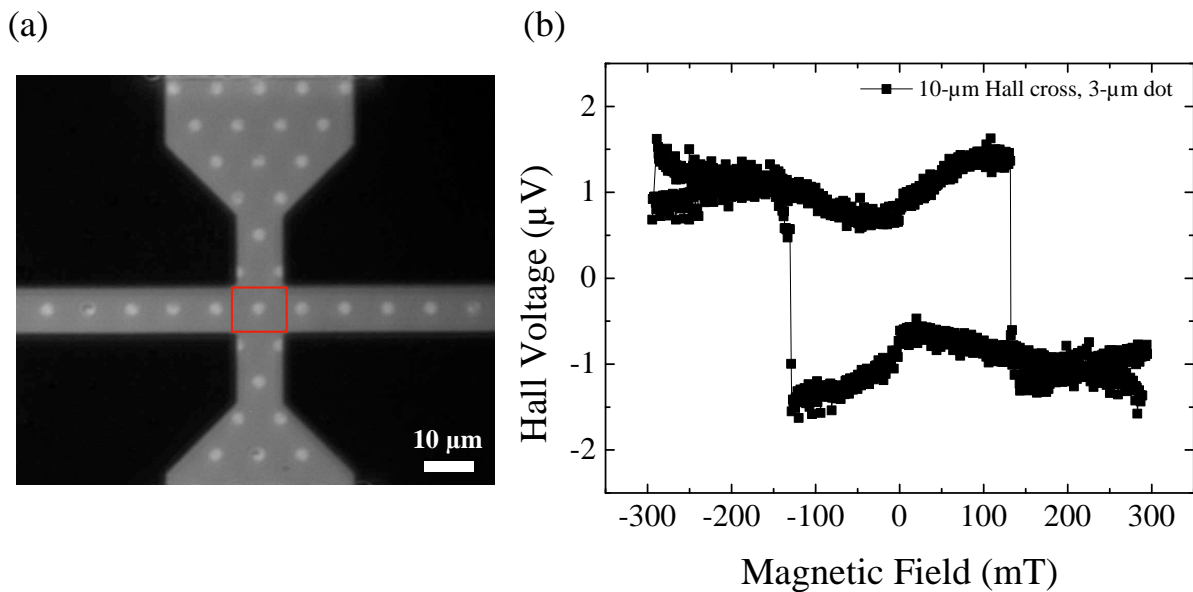 (a)
(b)
10 µm
10-µm Hall cross, 3-µm dot
2
1
0
-1
-2
Hall Voltage (µV)
-300 -200 -100 0 100 200 300
Magnetic Field (mT)